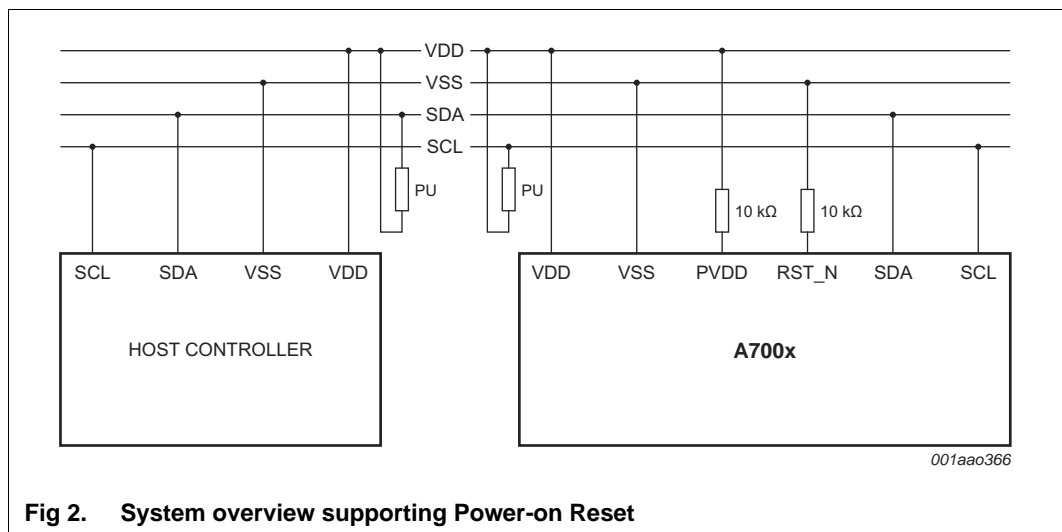 VDD
VSS
SDA
SCL
PU
PU
10 kΩ
10 kΩ
SCL SDA VSS VDD
VDD VSS PVDD RST_N SDA SCL
HOST CONTROLLER
A700x
001aao366
Fig 2. System overview supporting Power-on Reset